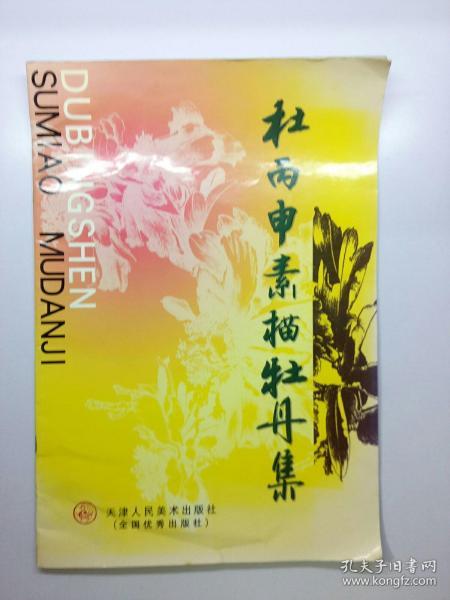 杜丙申素描牡丹集
DUBINGSHEN
SUMIAO MUDANJI
天津人民美术出版社
(全国优秀出版社)
孔夫子旧书网
www.kongfz.com